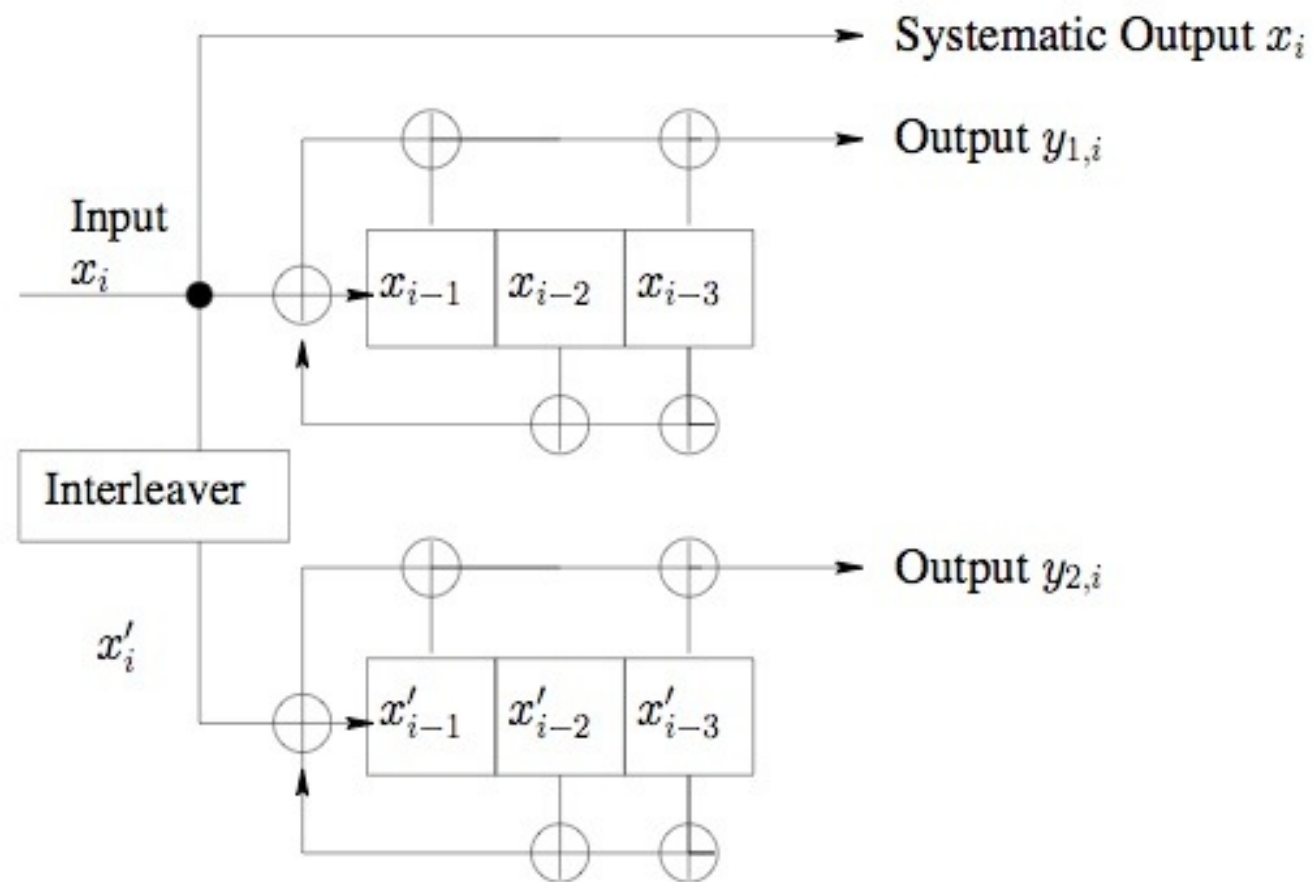 Systematic Output $x_i$
Output $y_{1,i}$
Input
$x_i$
$x_{i-1}$ $x_{i-2}$ $x_{i-3}$
Interleaver
Output $y_{2,i}$
$x'_i$
$x'_{i-1}$ $x'_{i-2}$ $x'_{i-3}$